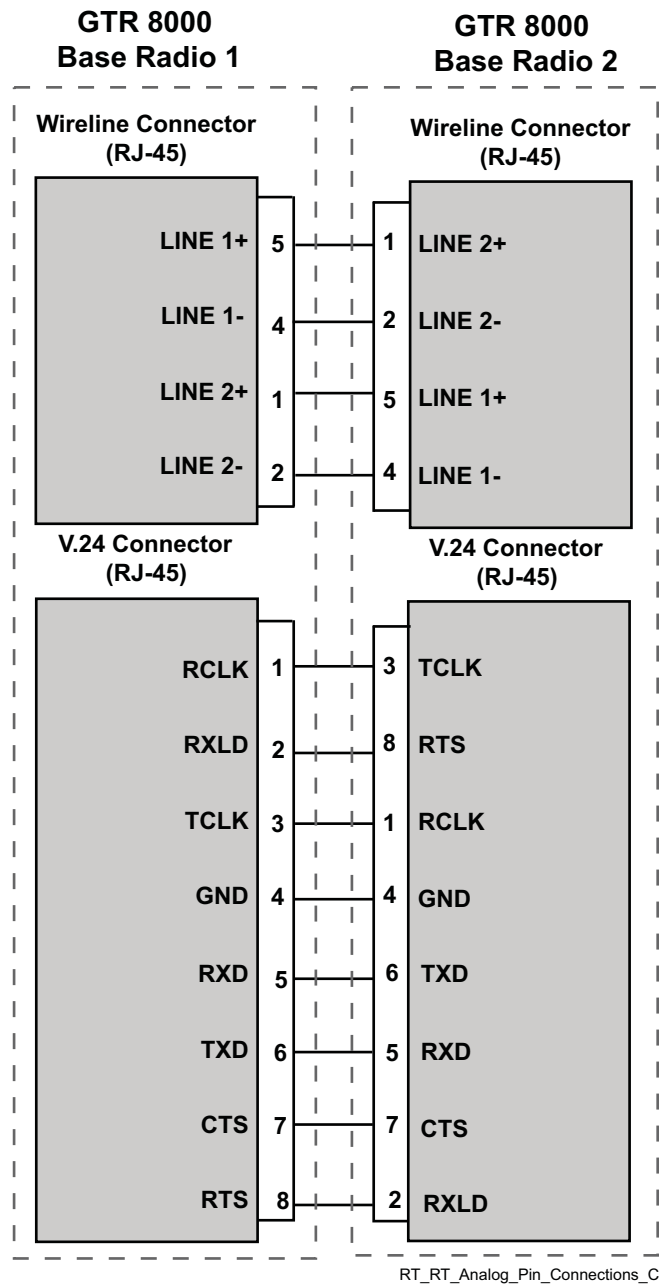 GTR 8000
Base Radio 1
GTR 8000
Base Radio 2
Wireline Connector
(RJ-45)
Wireline Connector
(RJ-45)
LINE 1+ 5 1 LINE 2+
LINE 1- 4 2 LINE 2-
LINE 2+ 1 5 LINE 1+
LINE 2- 2 4 LINE 1-
V.24 Connector
(RJ-45)
V.24 Connector
(RJ-45)
RCLK 1 3 TCLK
RXLD 2 8 RTS
TCLK 3 1 RCLK
GND 4 4 GND
RXD 5 6 TXD
TXD 6 5 RXD
CTS 7 7 CTS
RTS 8 2 RXLD
RT_RT_Analog_Pin_Connections_C